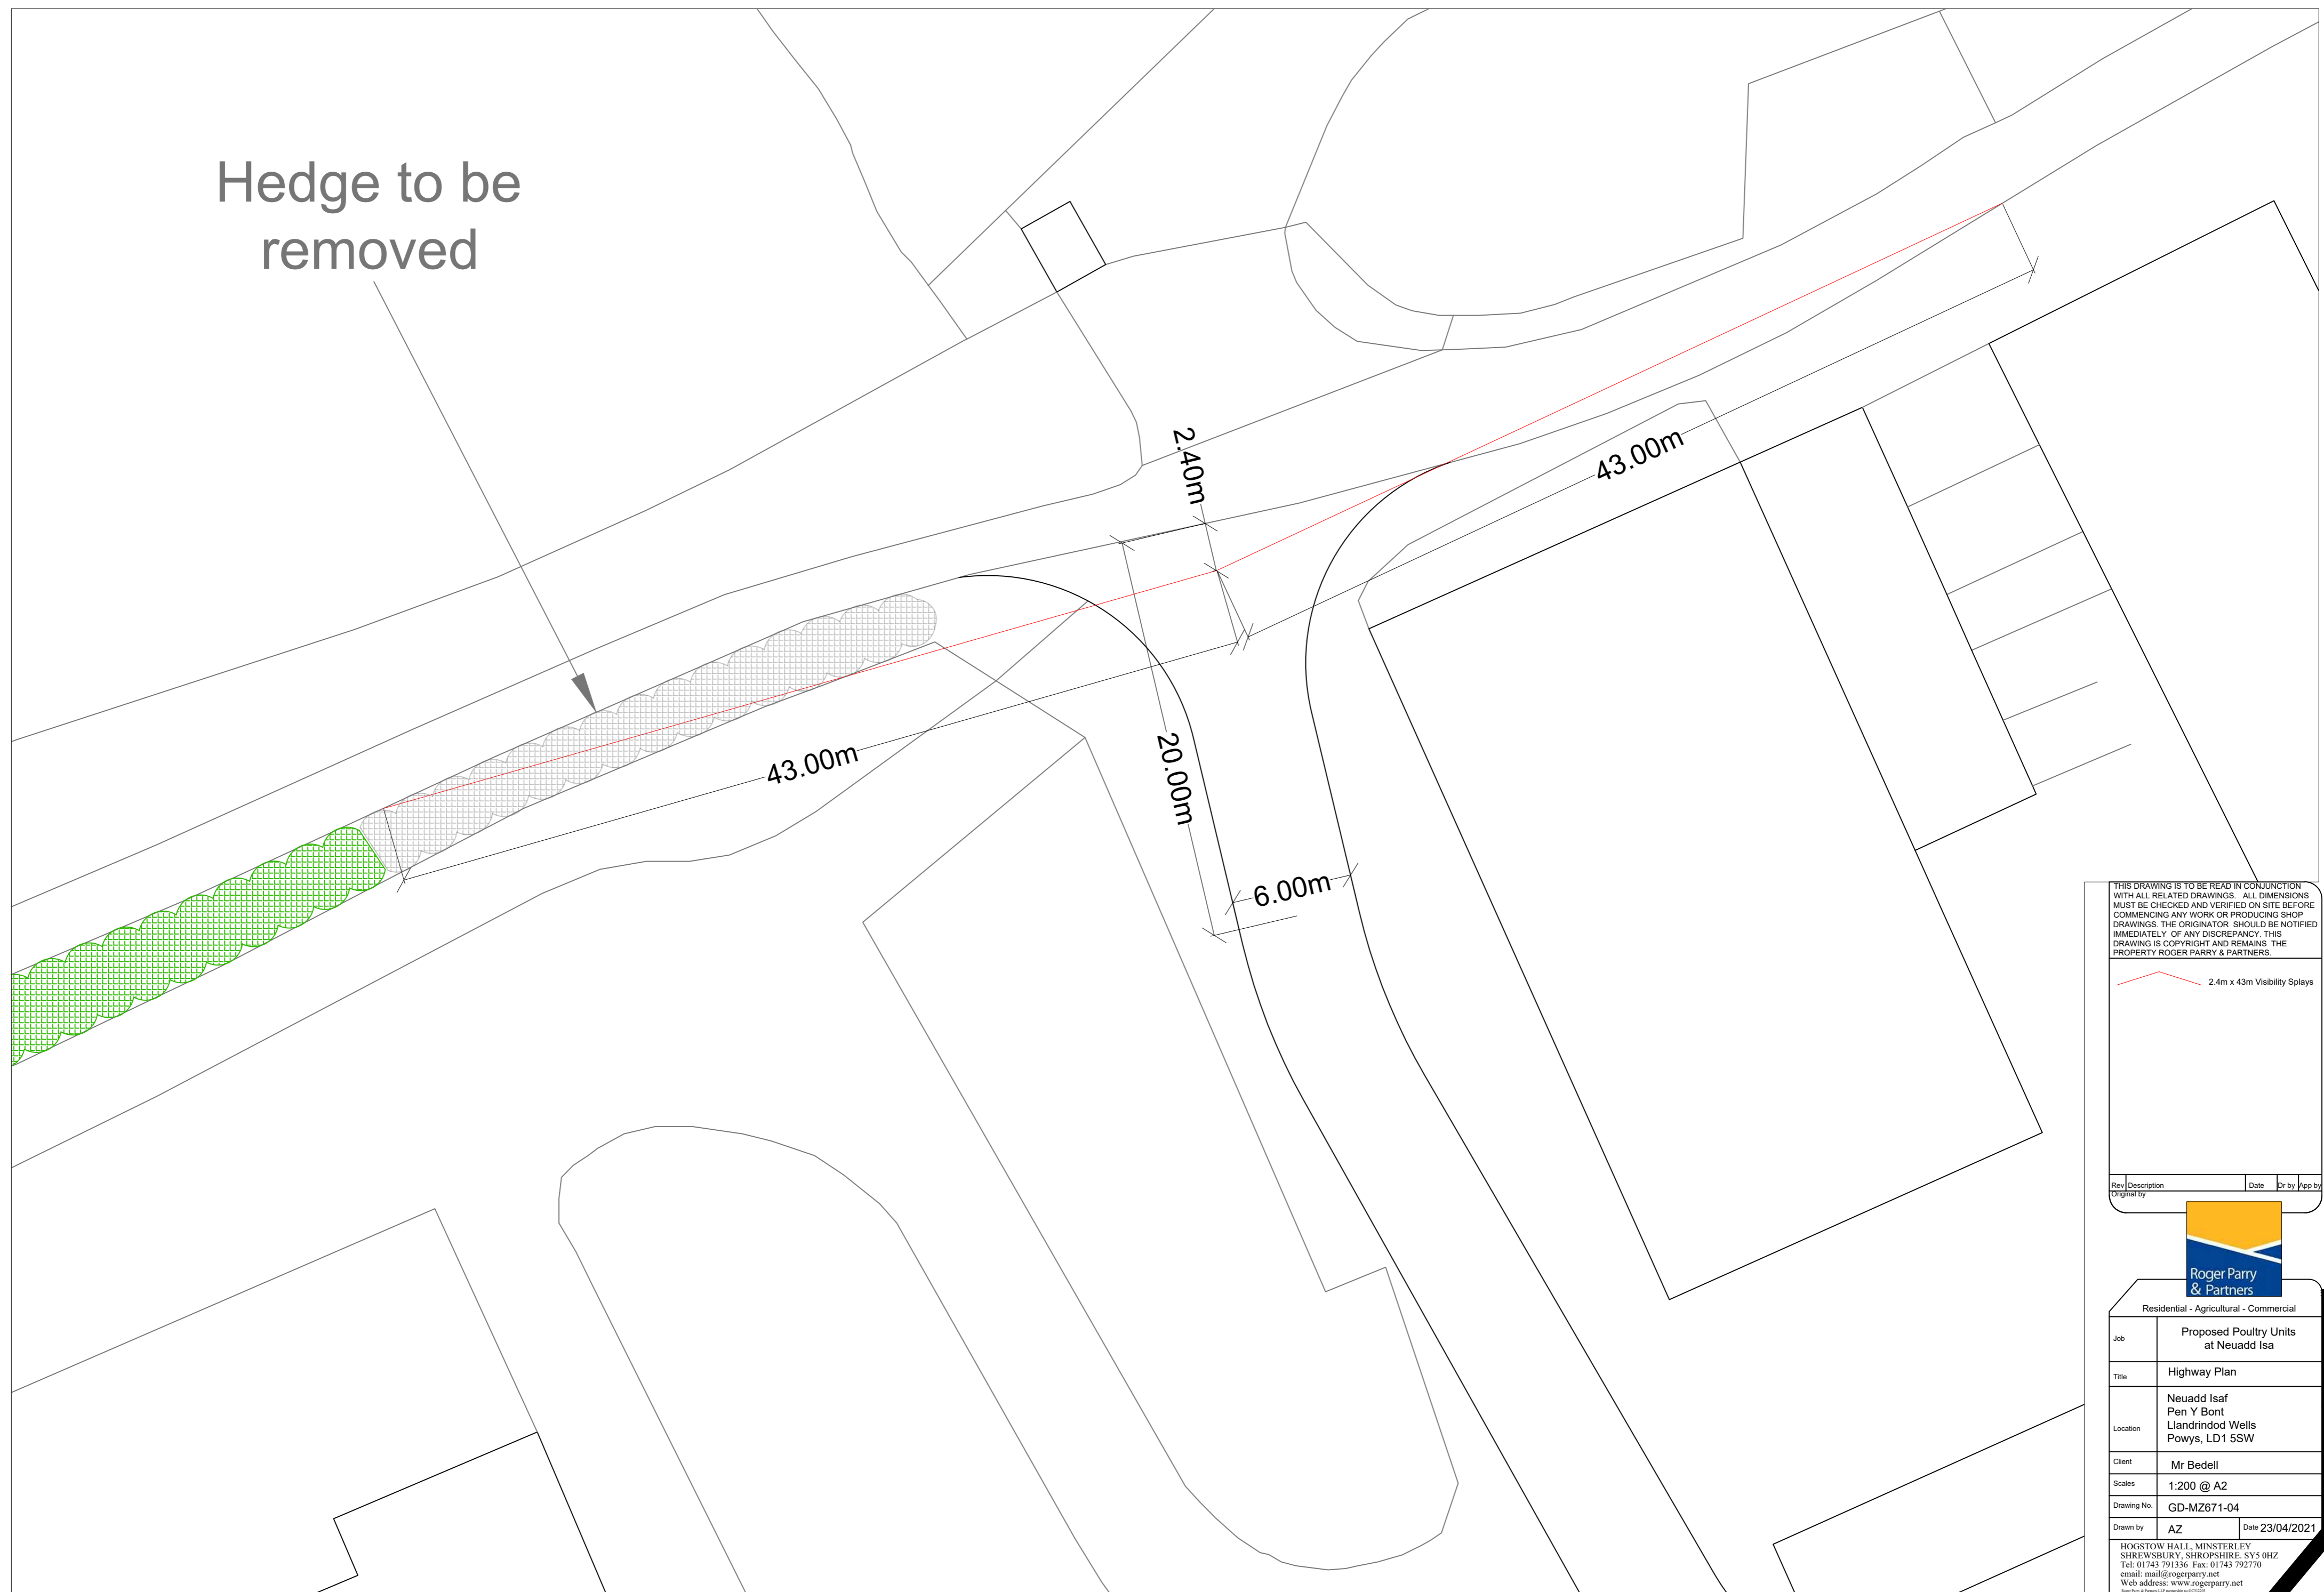 Hedge to be
removed
2.40m
43.00m
43.00m
20.00m
6.00m
THIS DRAWING IS TO BE READ IN CONJUNCTION
WITH ALL RELATED DRAWINGS. ALL DIMENSIONS
MUST BE CHECKED AND VERIFIED ON SITE BEFORE
COMMENCING ANY WORK OR PRODUCING SHOP
DRAWINGS. THE ORIGINATOR SHOULD BE NOTIFIED
IMMEDIATELY OF ANY DISCREPANCY. THIS
DRAWING IS COPYRIGHT AND REMAINS THE
PROPERTY ROGER PARRY & PARTNERS.
2.4m x 43m Visibility Splays
Rev Description Date Dr by App by
Original by
Roger Parry
& Partners
Residential - Agricultural - Commercial
Job Proposed Poultry Units
at Neuadd Isa
Title Highway Plan
Location Neuadd Isaf
Pen Y Bont
Llandrindod Wells
Powys, LD1 5SW
Client Mr Bedell
Scales 1:200 @ A2
Drawing No. GD-MZ671-04
Drawn by AZ Date 23/04/2021
HOGSTOW HALL, MINSTERLEY
SHREWSBURY, SHROPSHIRE. SY5 0HZ
Tel: 01743 791336 Fax: 01743 792770
email: mail@rogerparry.net
Web address: www.rogerparry.net